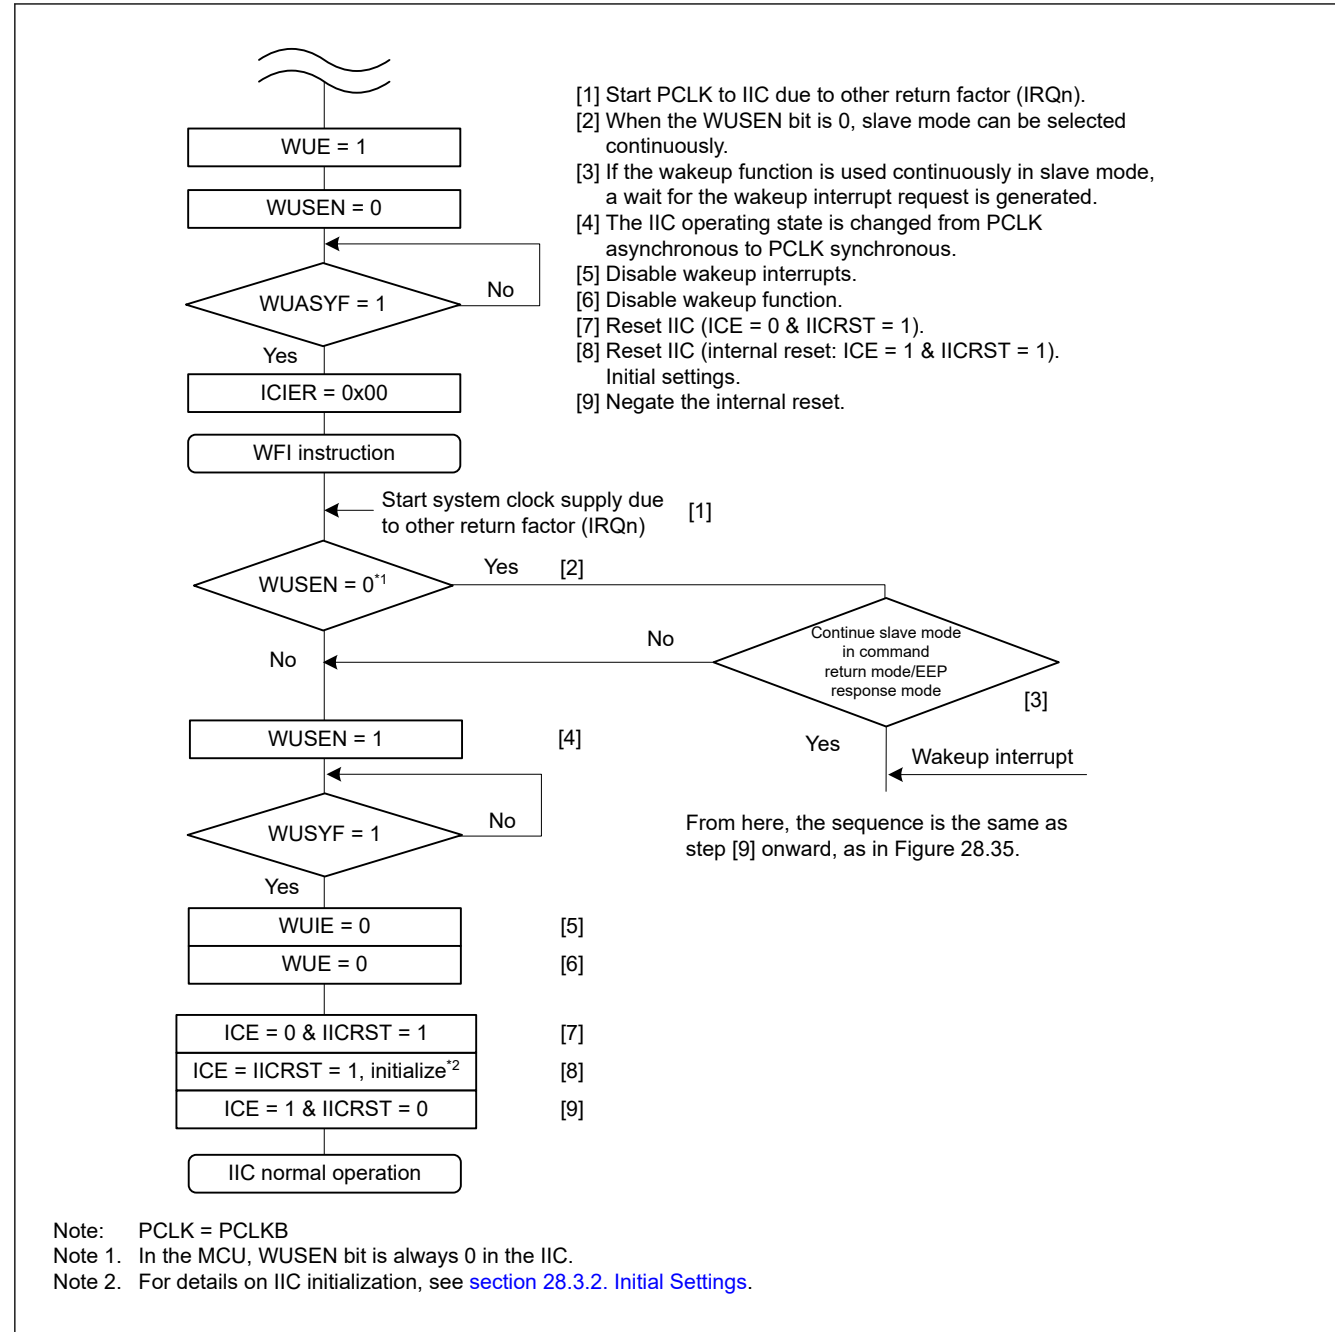 [1] Start PCLK to IIC due to other return factor (IRQn).
[2] When the WUSEN bit is 0, slave mode can be selected
continuously.
[3] If the wakeup function is used continuously in slave mode,
a wait for the wakeup interrupt request is generated.
[4] The IIC operating state is changed from PCLK
asynchronous to PCLK synchronous.
[5] Disable wakeup interrupts.
[6] Disable wakeup function.
[7] Reset IIC (ICE = 0 & IICRST = 1).
[8] Reset IIC (internal reset: ICE = 1 & IICRST = 1).
Initial settings.
[9] Negate the internal reset.
WUE = 1
WUSEN = 0
WUASYF = 1
No
Yes
ICIER = 0x00
WFI instruction
Start system clock supply due
to other return factor (IRQn)
[1]
WUSEN = 0*1
Yes
[2]
No
Continue slave mode
in command
return mode/EEP
response mode
[3]
No
Yes
Wakeup interrupt
From here, the sequence is the same as
step [9] onward, as in Figure 28.35.
WUSEN = 1
[4]
WUSYF = 1
No
Yes
WUIE = 0
[5]
WUE = 0
[6]
ICE = 0 & IICRST = 1
[7]
ICE = IICRST = 1, initialize*2
[8]
ICE = 1 & IICRST = 0
[9]
IIC normal operation
Note: PCLK = PCLKB
Note 1. In the MCU, WUSEN bit is always 0 in the IIC.
Note 2. For details on IIC initialization, see section 28.3.2. Initial Settings.